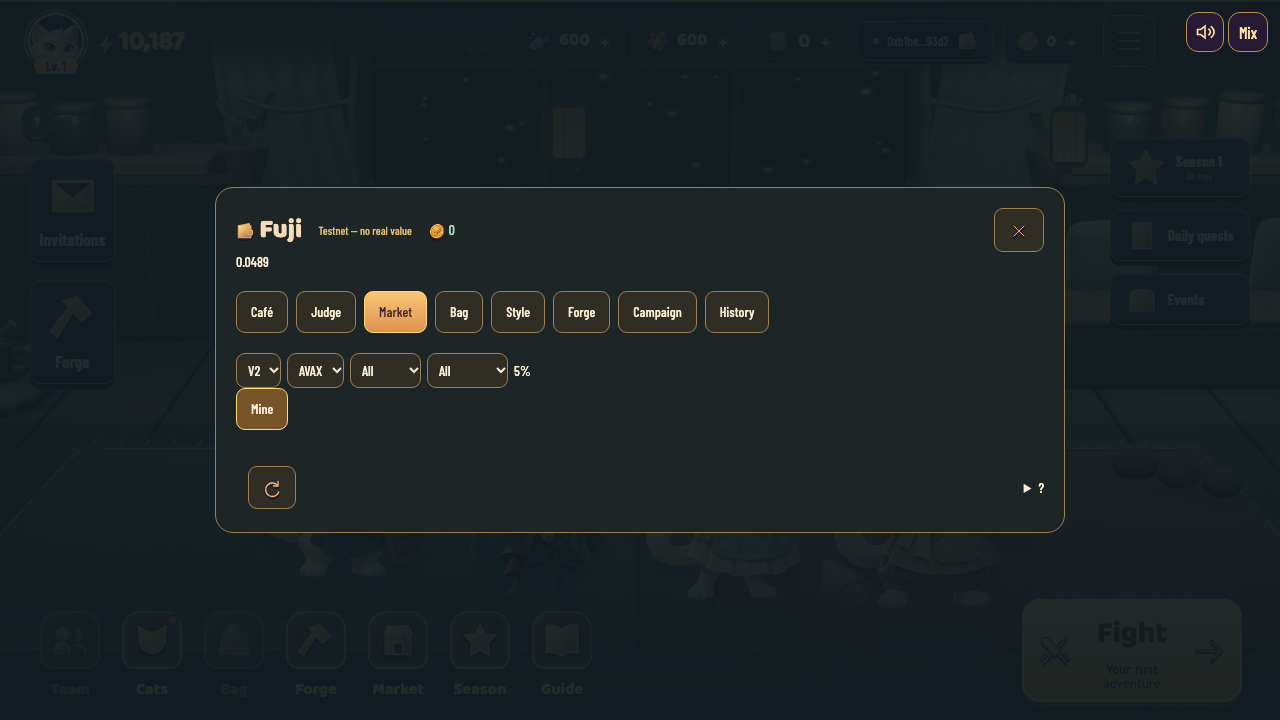 10,187
600 +
600 +
0 +
0xb1be...93d2
0 +
Mix
Lv. 1
?
Invitations
Forge
Season 1
Daily quests
Events
Fuji
Testnet — no real value
0
0.0489
Café
Judge
Market
Bag
Style
Forge
Campaign
History
V2
AVAX
All
All
5%
Mine
?
Team
Cats
Bag
Forge
Market
Season
Guide
Fight
Your first
adventure